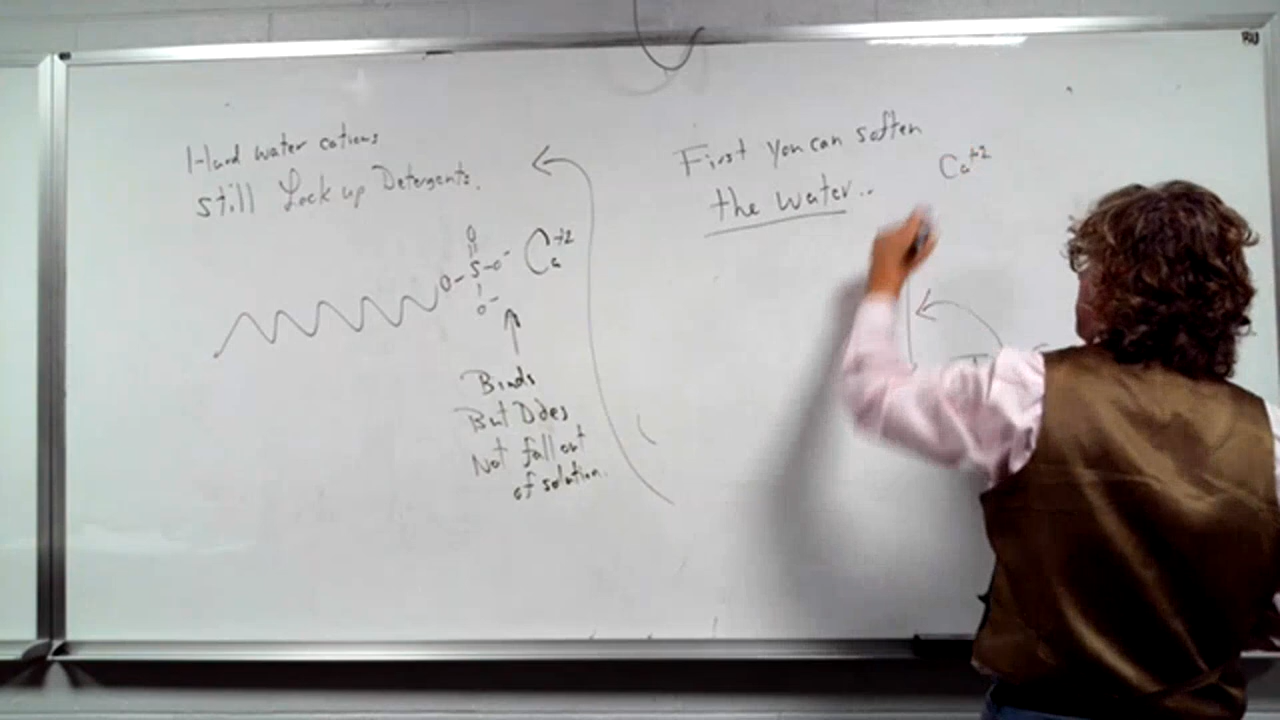 Hard water cations
still Lock up Detergents.
O
S
O-
O-
O-
Ca+2
Binds
But Does
Not fall out
of solution.
First you can soften
the water..
Ca+2